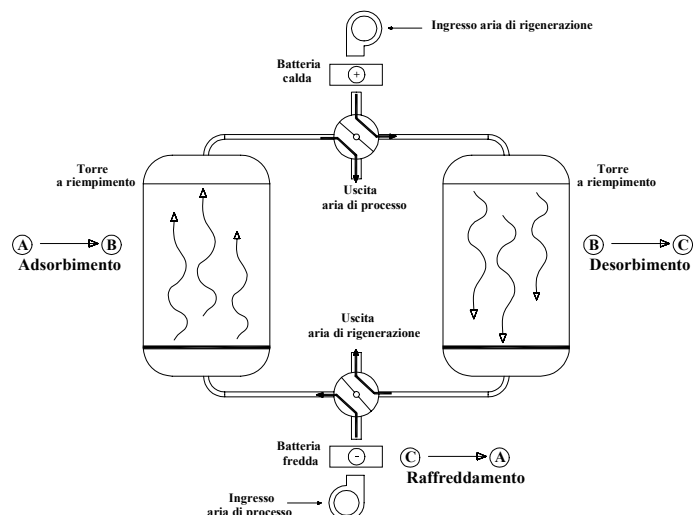 Ingresso aria di rigenerazione
Batteria
calda
+
Torre
a riempimento
Torre
a riempimento
Uscita
aria di processo
A
B
Adsorbimento
B
C
Desorbimento
Uscita
aria di rigenerazione
Batteria
fredda
-
C
A
Raffreddamento
Ingresso
aria di processo